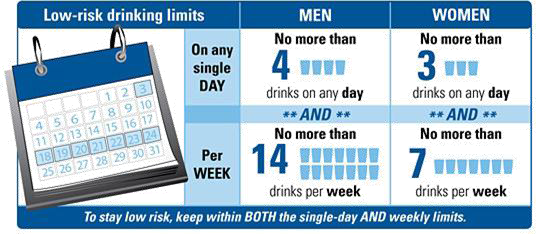 Low-risk drinking limits
MEN
WOMEN
On any
single
DAY
No more than
4
drinks on any day
No more than
3
drinks on any day
** AND **
** AND **
Per
WEEK
No more than
14
drinks per week
No more than
7
drinks per week
1 2 3
4 5 6 7 8 9 10
11 12 13 14 15 16 17
18 19 20 21 22 23 24
25 26 27 28 29 30 31
To stay low risk, keep within BOTH the single-day AND weekly limits.